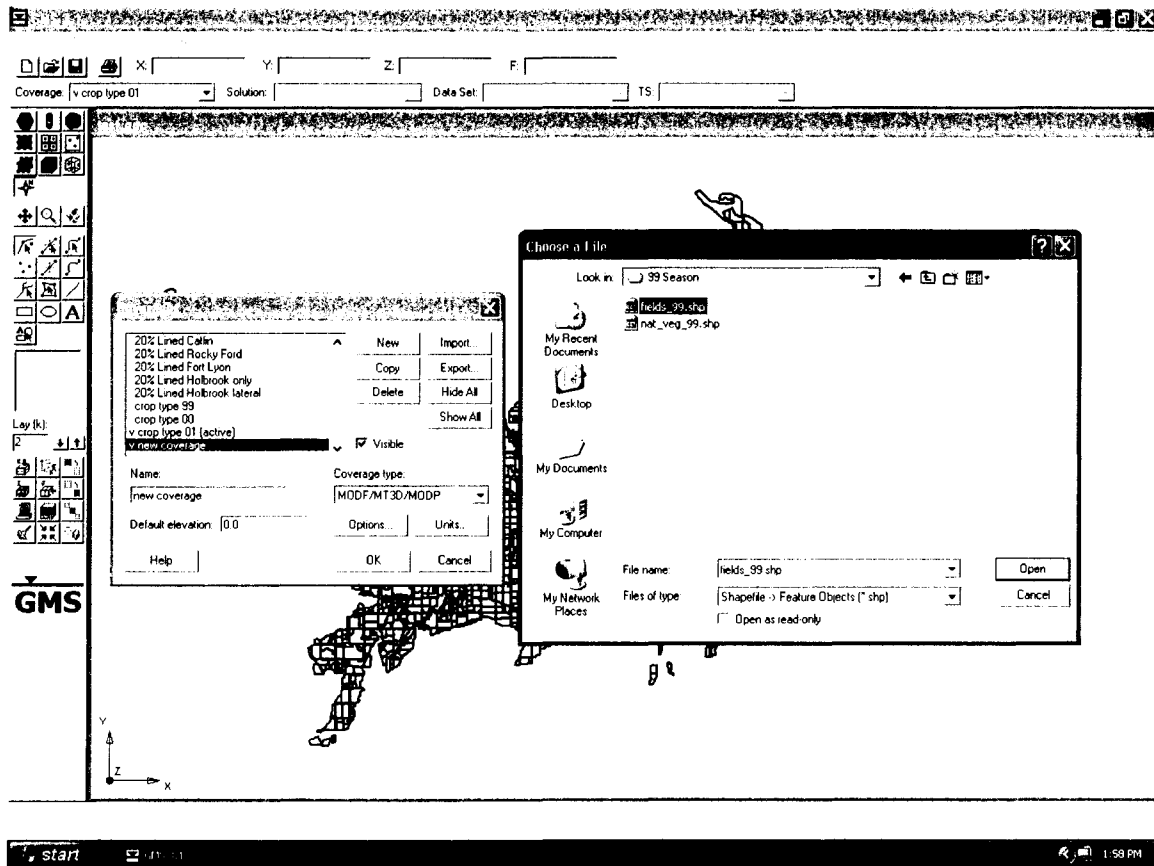 X: Y: Z: F:
Coverage: v crop type 01 Solution: Data Set: TS:
Choose a File
Look in: 99 Season
fields_99.shp
nat_veg_99.shp
My Recent Documents
Desktop
My Documents
My Computer
My Network Places
File name: fields_99 shp Open
Files of type: Shapefile -> Feature Objects (*.shp) Cancel
Open as read-only
20% Lined Catlin
20% Lined Rocky Ford
20% Lined Fort Lyon
20% Lined Holbrook only
20% Lined Holbrook lateral
crop type 99
crop type 00
v crop type 01 (active)
v new coverage
New Import...
Copy Export...
Delete Hide All
Show All
Visible
Name: Coverage type:
new coverage MODF/MT3D/MODP
Default elevation: 0.0 Options... Units..
Help OK Cancel
A
Lay (k):
2
GMS
Y
Z
X
start
1:58 PM